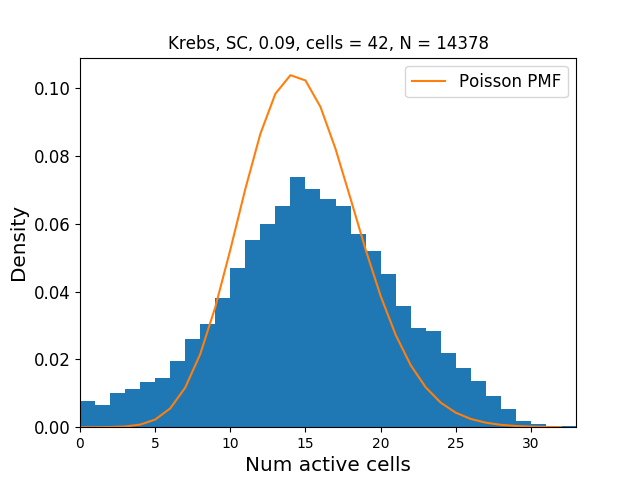 Krebs, SC, 0.09, cells = 42, N = 14378
Poisson PMF
0.10
0.08
0.06
0.04
0.02
0.00
Density
0 5 10 15 20 25 30
Num active cells